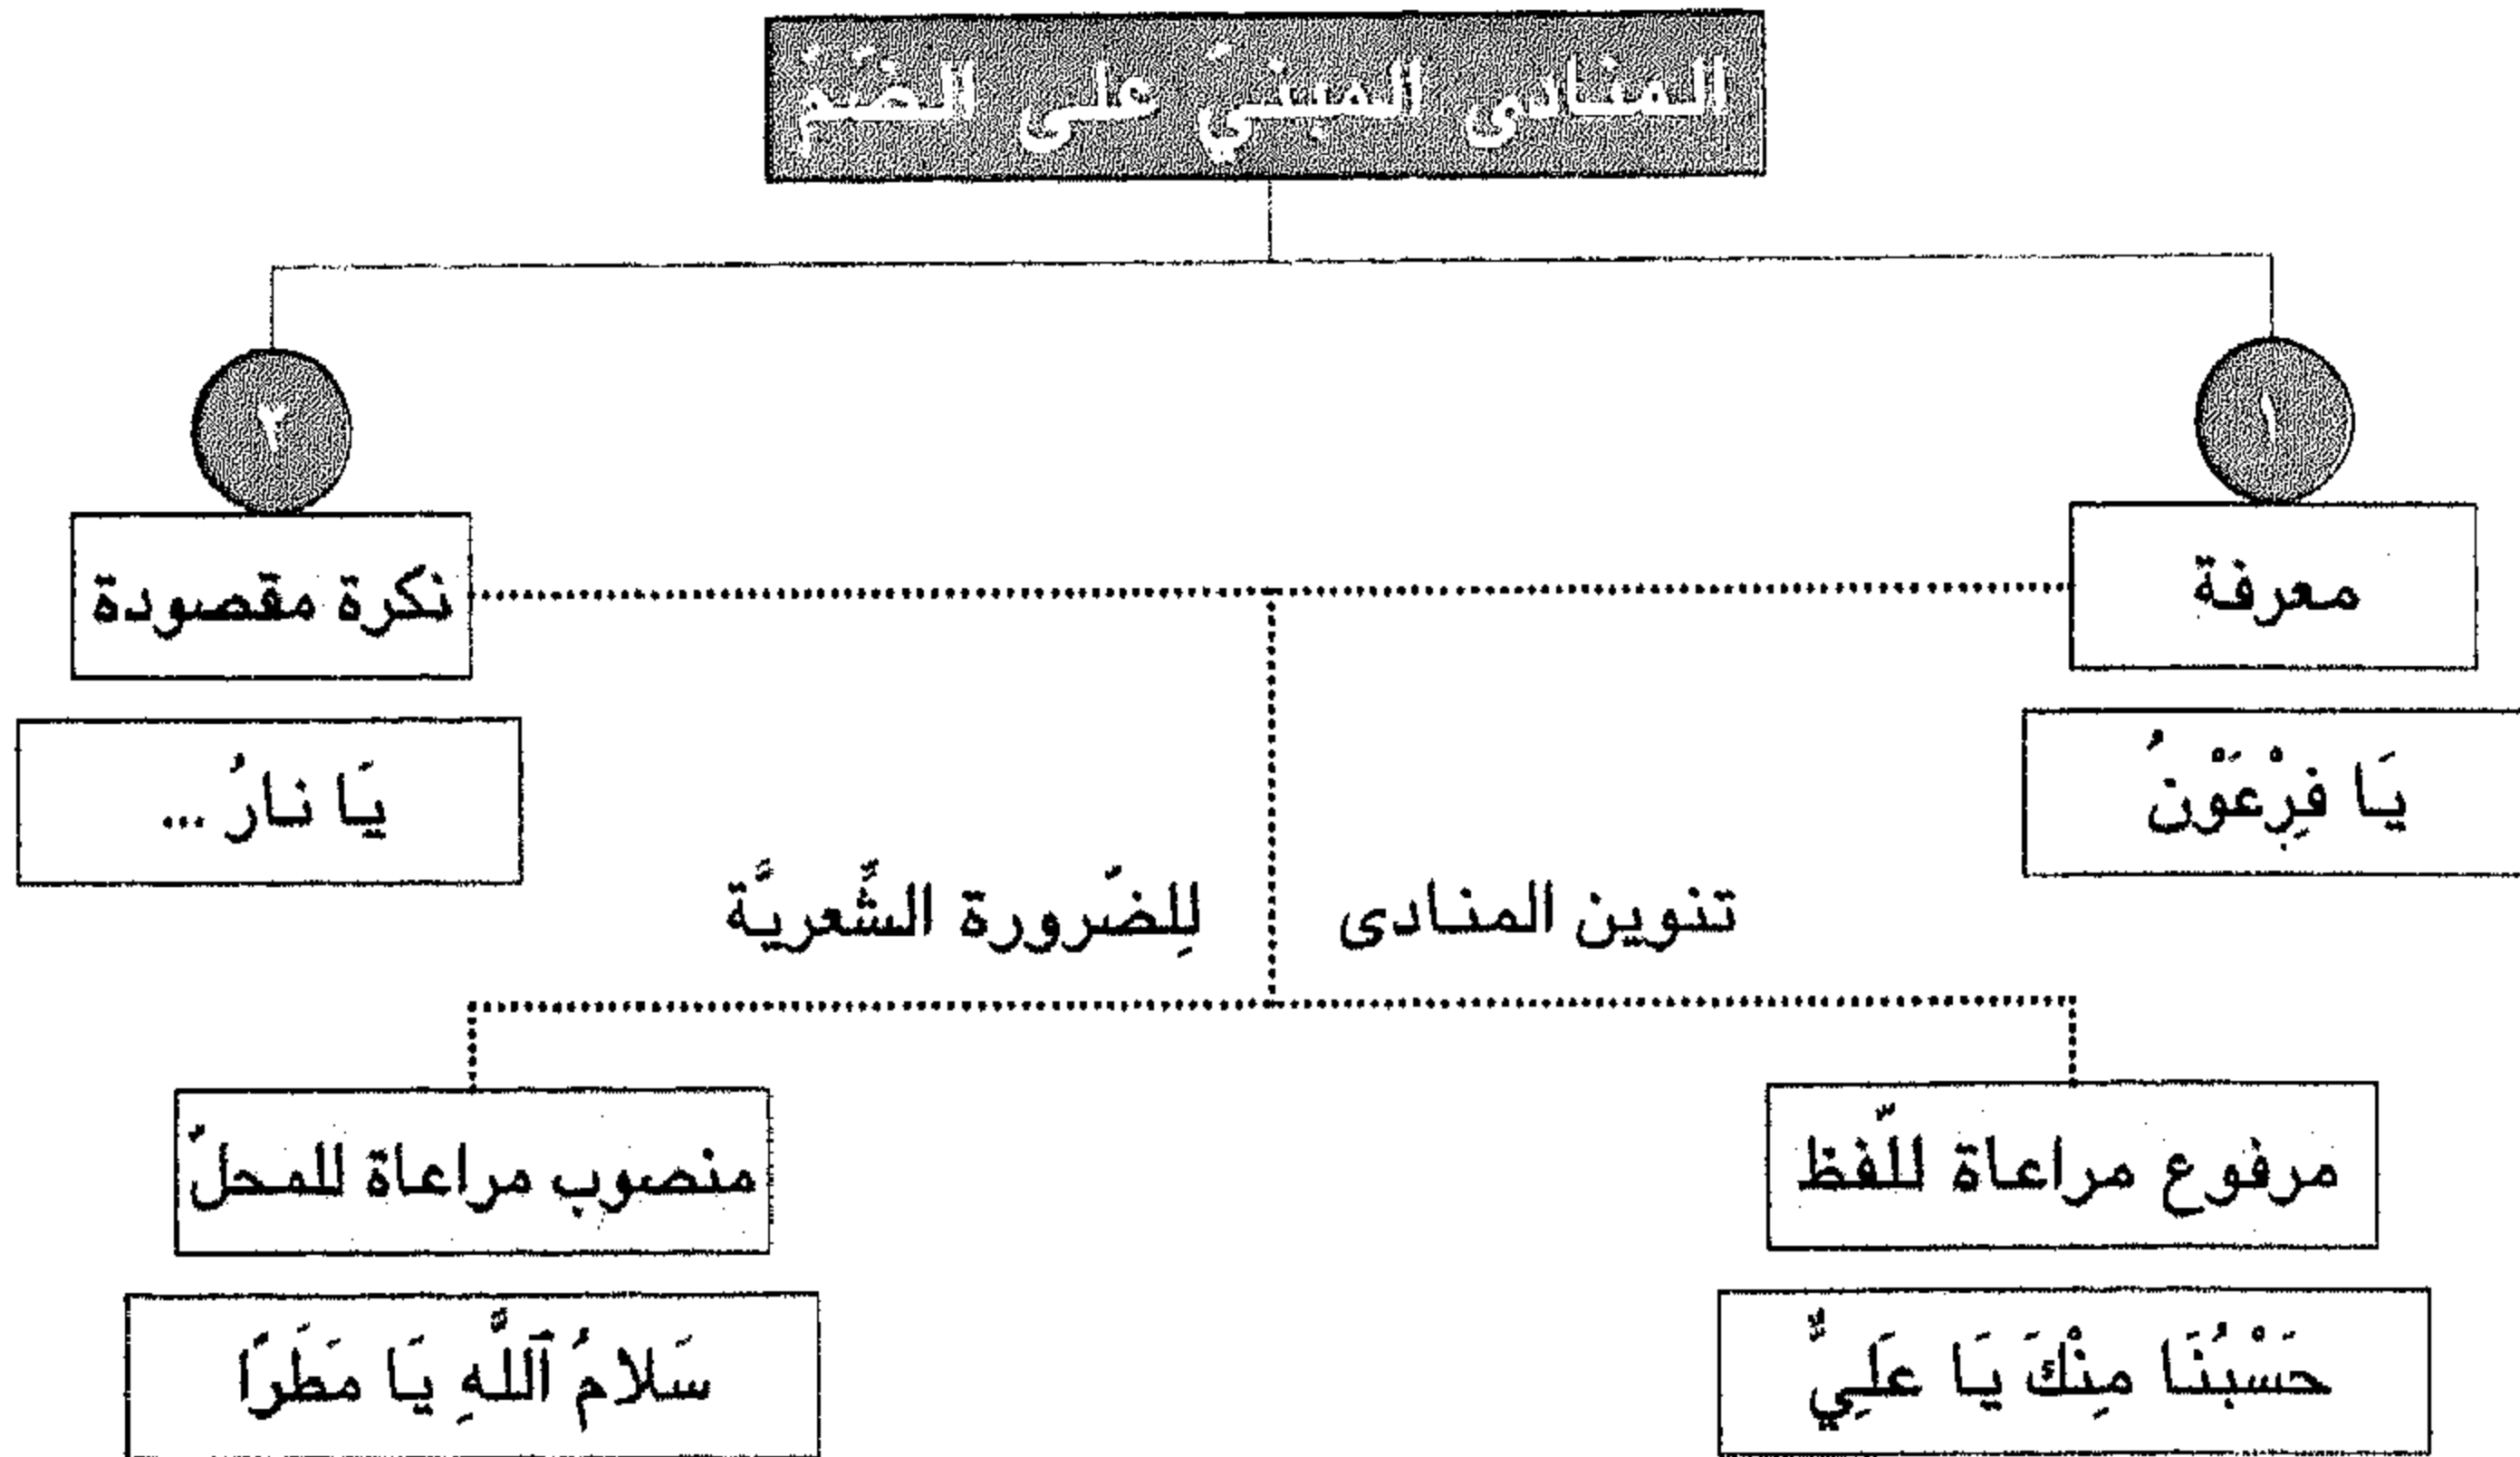 المنادى المبنيّ على الضّمّ
١
٢
معرفة
نكرة مقصودة
يَا فِرْعَوْنُ
يَا نارُ ...
تنوين المنادى لِلضّرورة الشّعريَّة
مرفوع مراعاة للّفظ
منصوب مراعاة للمحلّ
حَسْبُنَا مِنْكَ يَا عَلِيٌّ
سَلامُ ٱللَّهِ يَا مَطَرًا